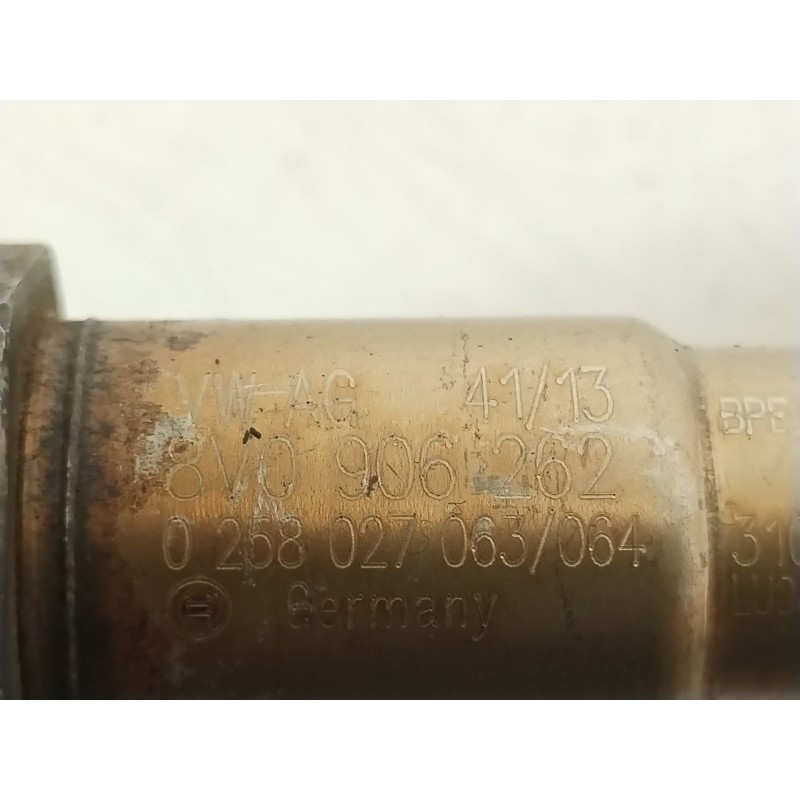 VW-AG 41/13
8V0 906 262
0 258 027 063/064
Germany
BPE